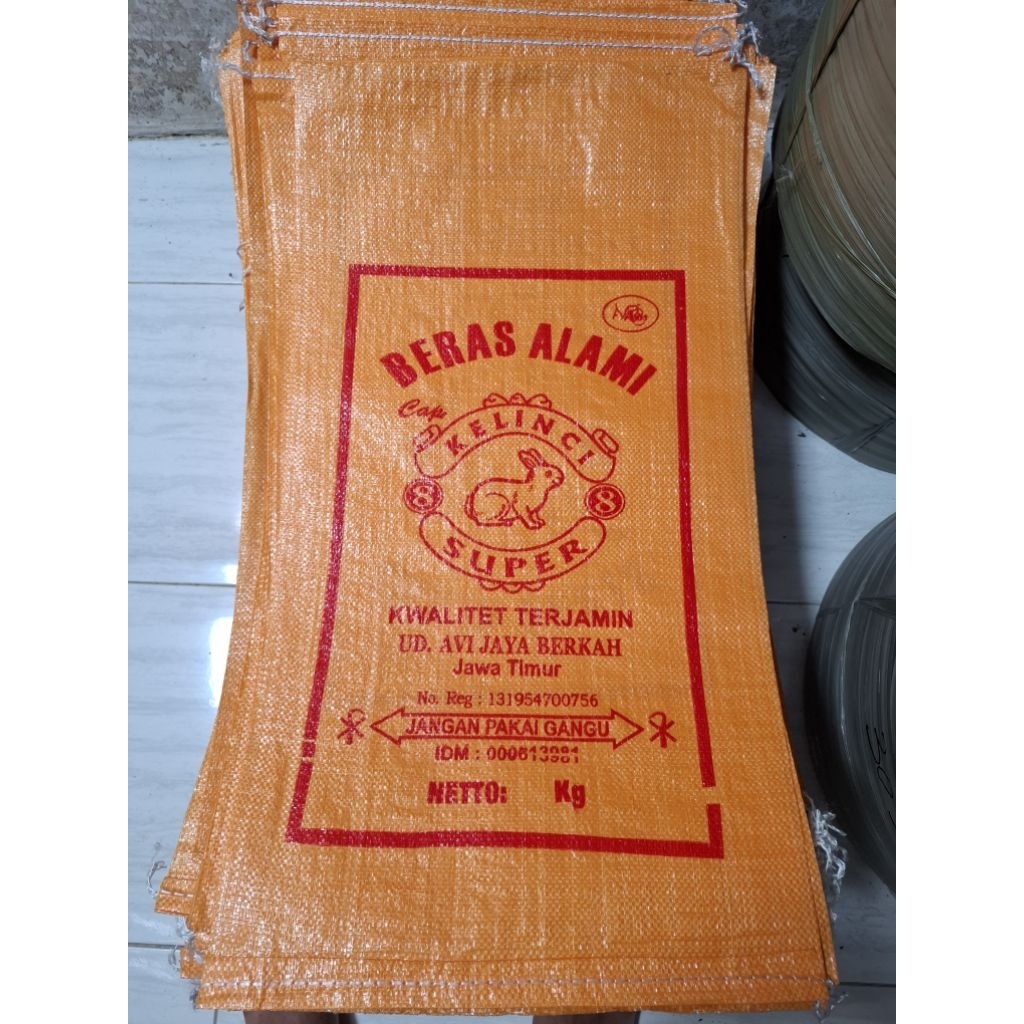 BERAS ALAMI
Cap
KELINCI
8 8
SUPER
KWALITET TERJAMIN
UD. AVI JAYA BERKAH
Jawa Timur
No. Reg : 131954700756
JANGAN PAKAI GANGU
IDM : 000613981
NETTO: Kg